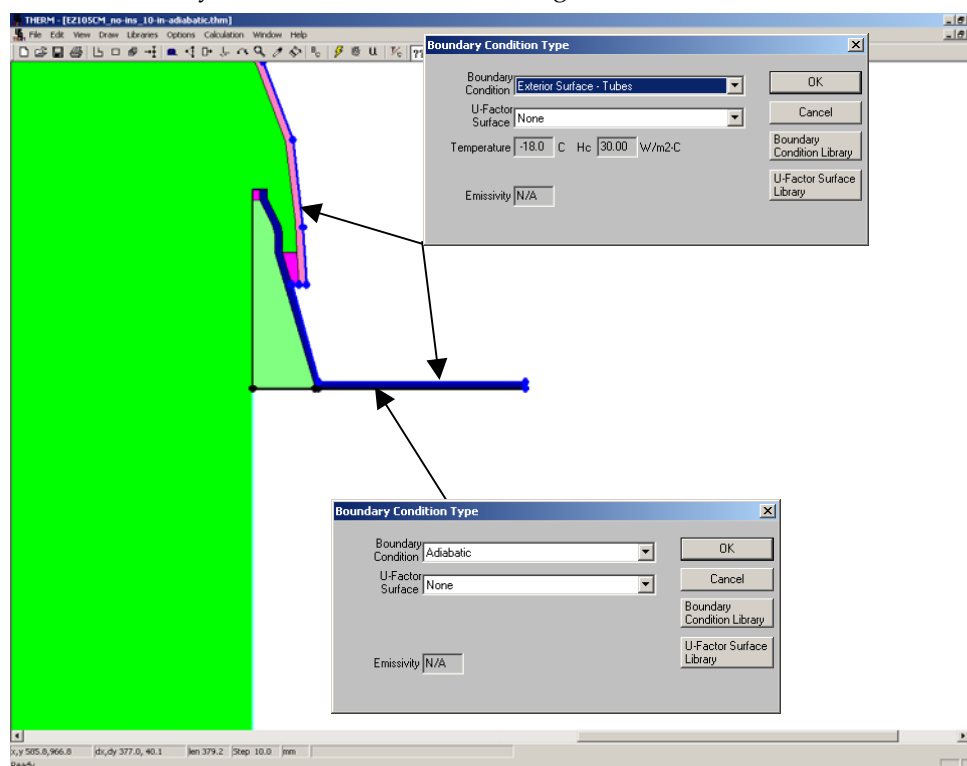 THERM - [EZ105CM_no-ins_10-in-adiabatic.thm]
File Edit View Draw Libraries Options Calculation Window Help
Boundary Condition Type
Boundary Condition Exterior Surface - Tubes
OK
U-Factor Surface None
Cancel
Temperature -18.0 C Hc 30.00 W/m2-C
Boundary Condition Library
Emissivity N/A
U-Factor Surface Library
Boundary Condition Type
Boundary Condition Adiabatic
OK
U-Factor Surface None
Cancel
Boundary Condition Library
Emissivity N/A
U-Factor Surface Library
x,y 585.8,966.8 dx,dy 377.0, 40.1 len 379.2 Step 10.0 mm
Ready